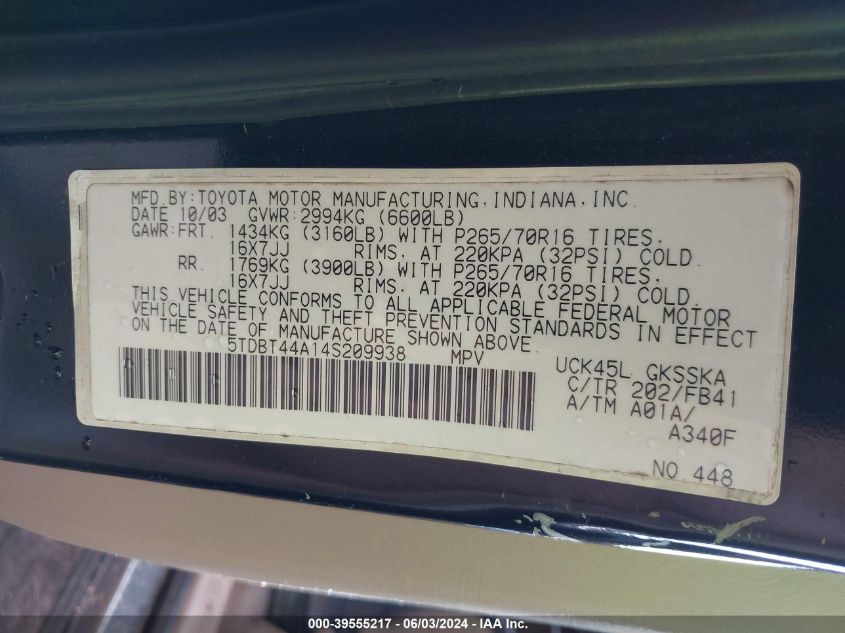 MFD.BY:TOYOTA MOTOR MANUFACTURING, INDIANA, INC.
DATE 10/03 GVWR:2994KG (6600LB)
GAWR:FRT. 1434KG (3160LB) WITH P265/70R16 TIRES.
16X7JJ RIMS. AT 220KPA (32PSI) COLD.
RR. 1769KG (3900LB) WITH P265/70R16 TIRES.
16X7JJ RIMS. AT 220KPA (32PSI) COLD.
THIS VEHICLE CONFORMS TO ALL APPLICABLE FEDERAL MOTOR
VEHICLE SAFETY AND THEFT PREVENTION STANDARDS IN EFFECT
ON THE DATE OF MANUFACTURE SHOWN ABOVE.
5TDBT44A14S209938 MPV
UCK45L GKSSKA
C/TR 202/FB41
A/TM A01A/
A340F
NO.448
000-39555217 - 06/03/2024 - IAAI.com